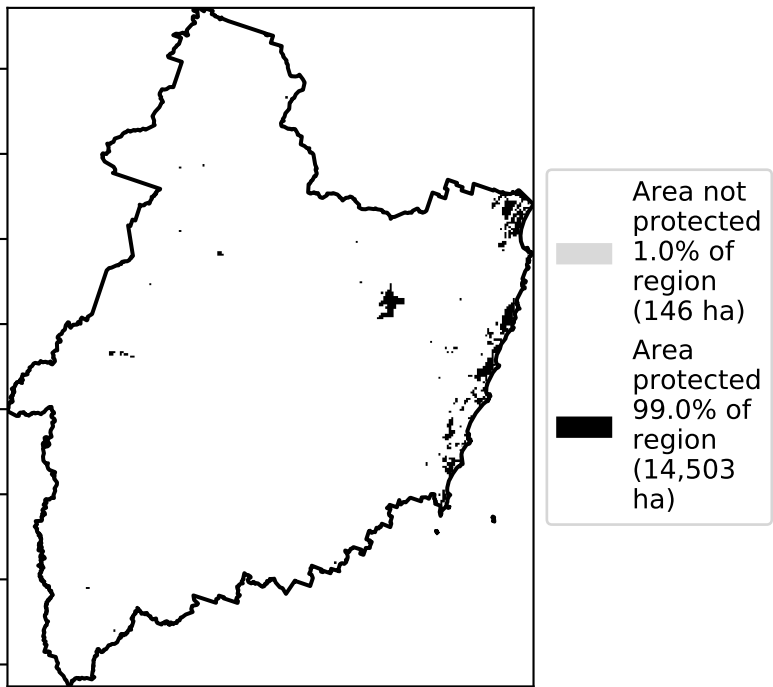 Area not
protected
1.0% of
region
(146 ha)
Area
protected
99.0% of
region
(14,503
ha)